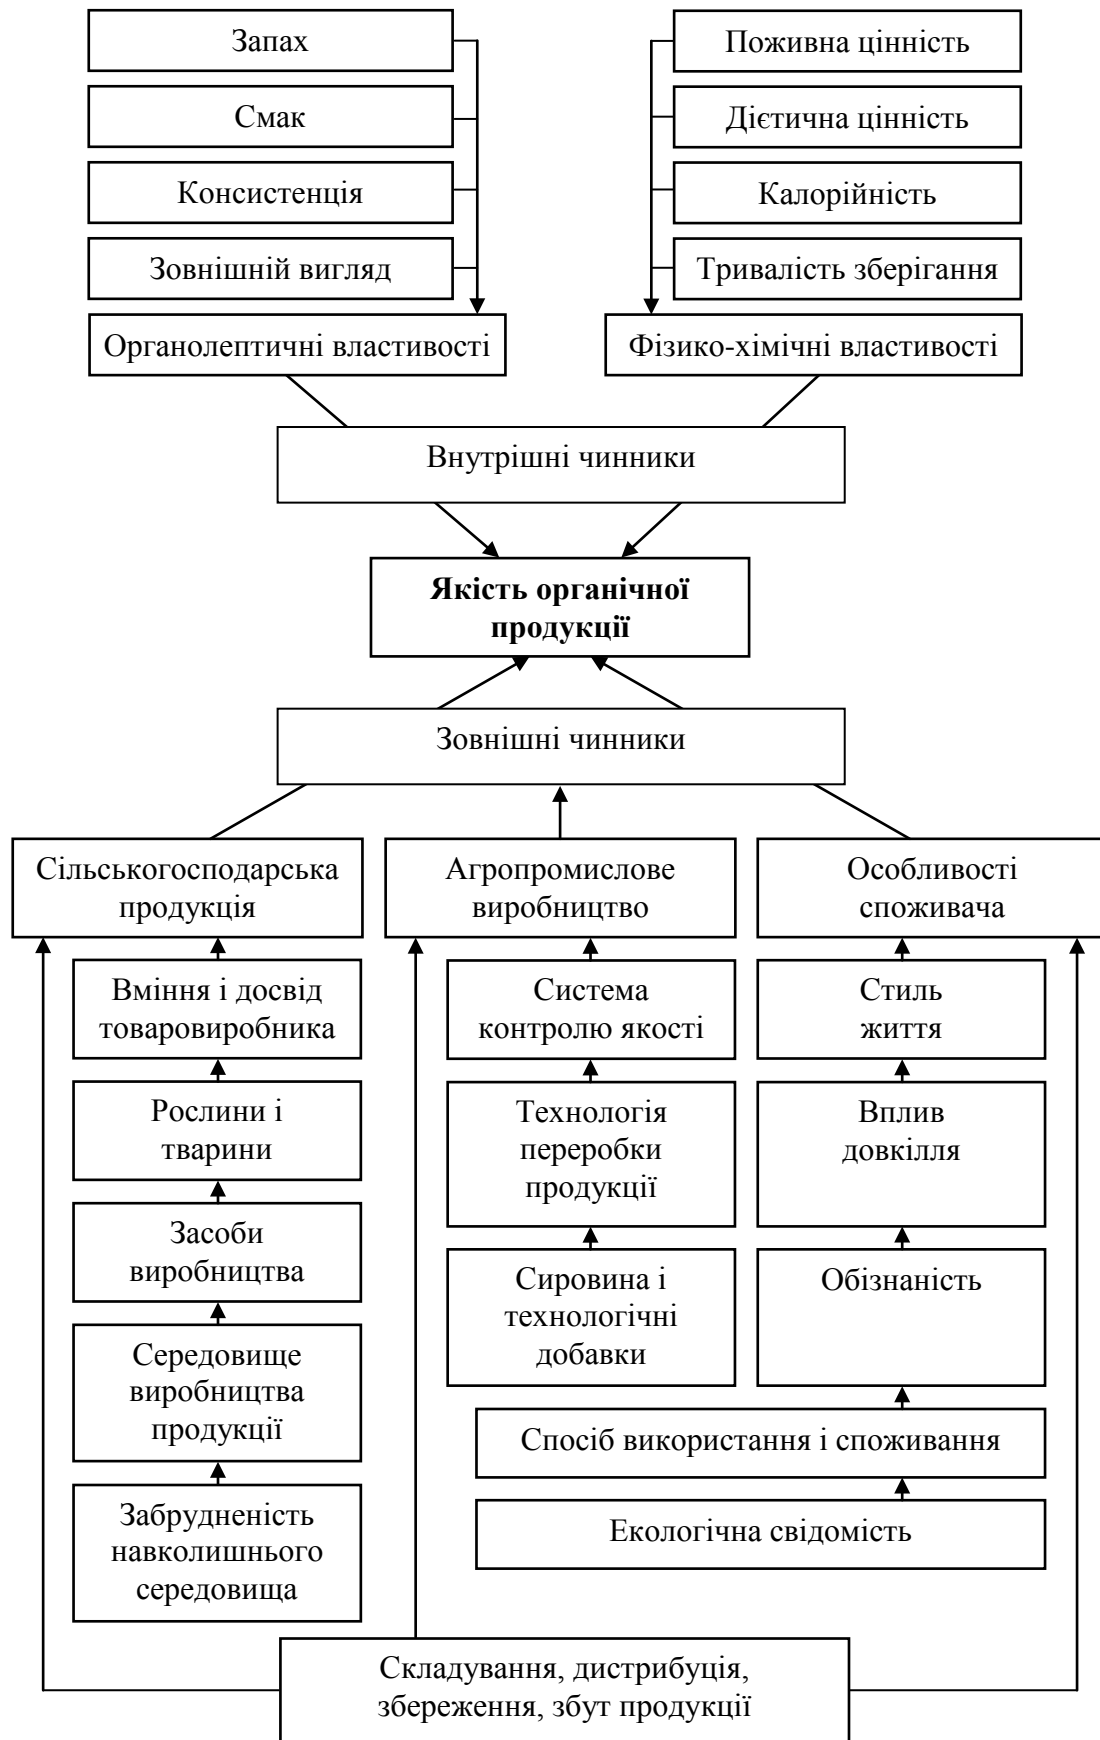 Запах
Смак
Консистенція
Зовнішній вигляд
Органолептичні властивості
Поживна цінність
Дієтична цінність
Калорійність
Тривалість зберігання
Фізико-хімічні властивості
Внутрішні чинники
Якість органічної
продукції
Зовнішні чинники
Сільськогосподарська
продукція
Вміння і досвід
товаровиробника
Рослини і
тварини
Засоби
виробництва
Середовище
виробництва
продукції
Забрудненість
навколишнього
середовища
Агропромислове
виробництво
Система
контролю якості
Технологія
переробки
продукції
Сировина і
технологічні
добавки
Особливості
споживача
Стиль
життя
Вплив
довкілля
Обізнаність
Спосіб використання і споживання
Екологічна свідомість
Складування, дистрибуція,
збереження, збут продукції